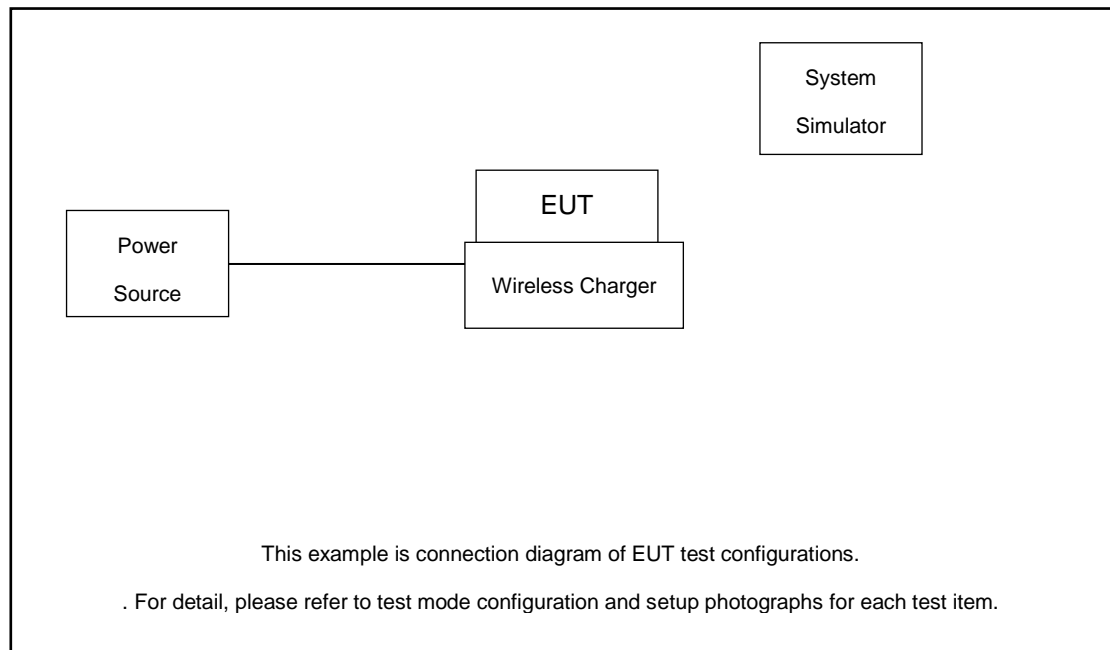 System
Simulator
EUT
Power
Source
Wireless Charger
This example is connection diagram of EUT test configurations.
. For detail, please refer to test mode configuration and setup photographs for each test item.